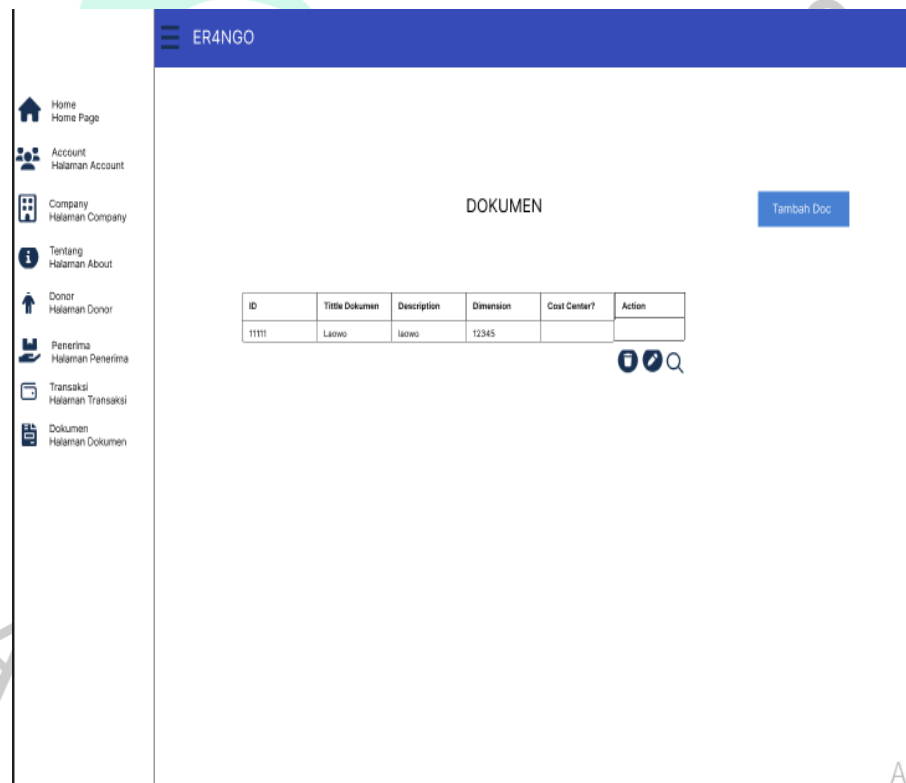 ER4NGO
Home
Home Page
Account
Halaman Account
Company
Halaman Company
Tentang
Halaman About
Donor
Halaman Donor
Penerima
Halaman Penerima
Transaksi
Halaman Transaksi
Dokumen
Halaman Dokumen
DOKUMEN
Tambah Doc
ID Tittle Dokumen Description Dimension Cost Center? Action
11111 Laowo laowo 12345
A